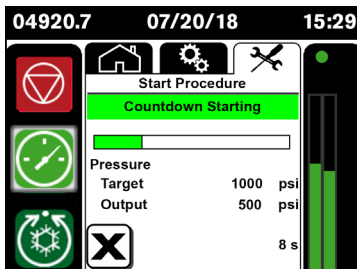 04920.7 07/20/18 15:29
Start Procedure
Countdown Starting
Pressure
Target 1000 psi
Output 500 psi
X
8 s